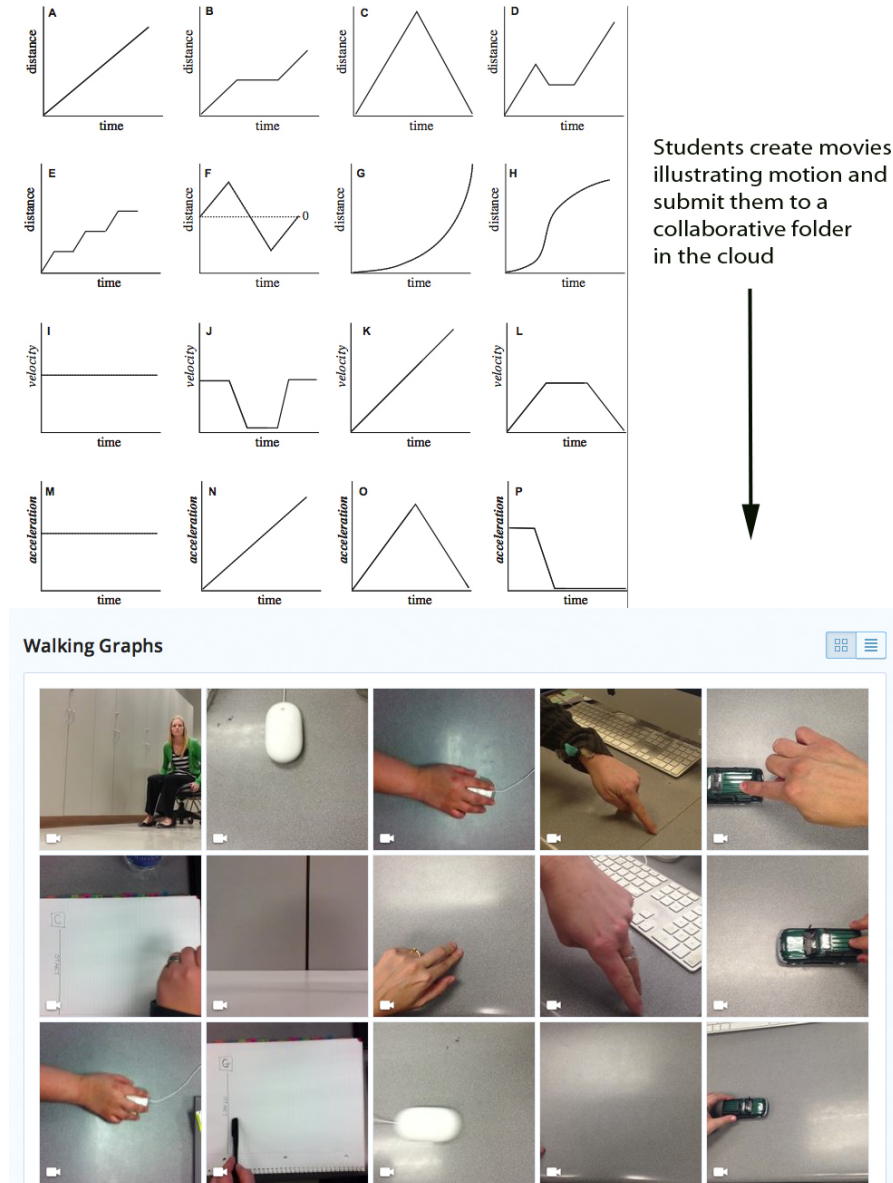 A
B
C
D
distance
distance
distance
distance
time
time
time
time
E
F
G
H
distance
distance
distance
distance
0
time
time
time
time
I
J
K
L
velocity
velocity
velocity
velocity
time
time
time
time
M
N
O
P
acceleration
acceleration
acceleration
acceleration
time
time
time
time
Students create movies
illustrating motion and
submit them to a
collaborative folder
in the cloud
Walking Graphs
C
START
G